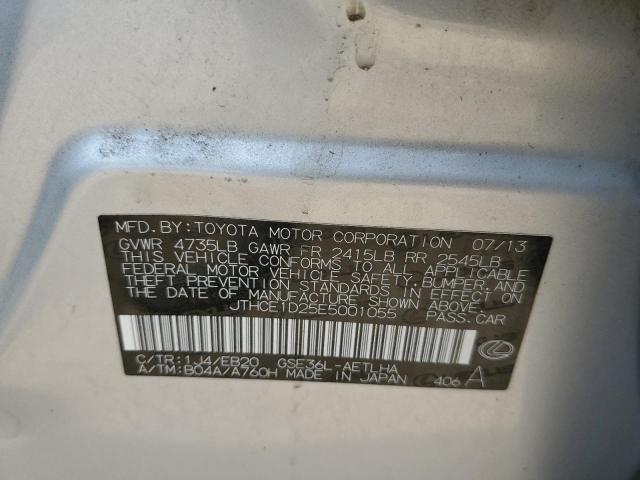 MFD.BY:TOYOTA MOTOR CORPORATION 07/13
GVWR 4735LB GAWR FR 2415LB RR 2545LB
THIS VEHICLE CONFORMS TO ALL APPLICABLE
FEDERAL MOTOR VEHICLE SAFETY,BUMPER,AND
THEFT PREVENTION STANDARDS IN EFFECT ON
THE DATE OF MANUFACTURE SHOWN ABOVE.
JTHCE1D25E5001055 PASS.CAR
C/TR:1J4/EB20 GSE36L-AETLHA
A/TM:B04A/A760H MADE IN JAPAN 406 A